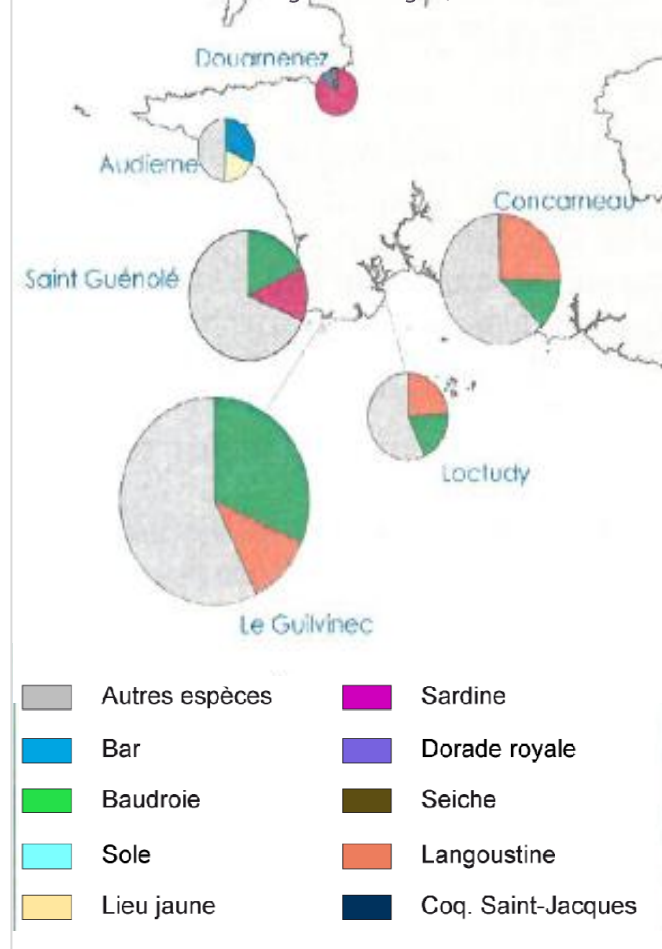 Douarnenez
Audierne
Concarneau
Saint Guénolé
Loctudy
Le Guilvinec
Autres espèces
Sardine
Bar
Dorade royale
Baudroie
Seiche
Sole
Langoustine
Lieu jaune
Coq. Saint-Jacques